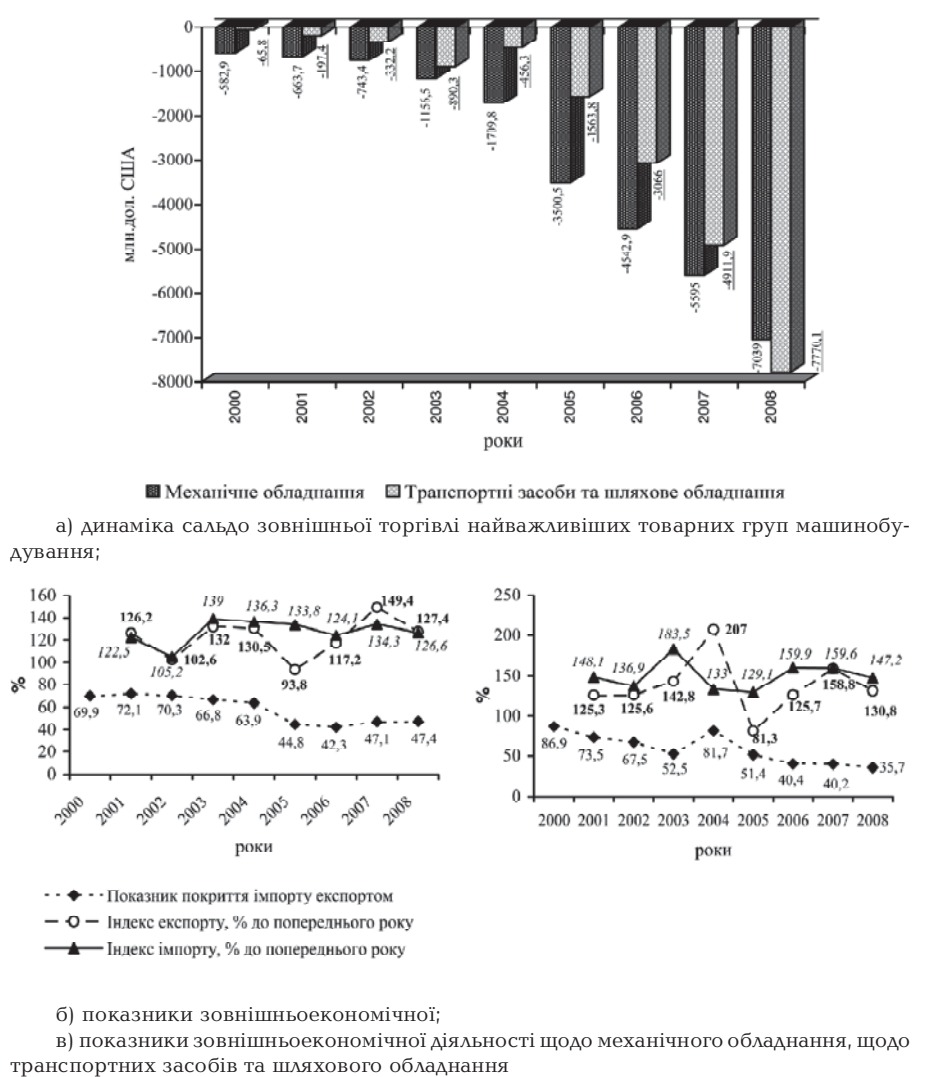 0
-1000
-2000
-3000
-4000
-5000
-6000
-7000
-8000
млн.дол. США
-582,9
-65,8
-663,7
-197,4
-743,4
-332,2
-1155,5
-890,3
-1709,8
-456,3
-3500,5
-1563,8
-4542,9
-3066
-5595
-4911,9
-7039
-7770,1
2000 2001 2002 2003 2004 2005 2006 2007 2008
роки
Механічне обладнання Транспортні засоби та шляхове обладнання
а) динаміка сальдо зовнішньої торгівлі найважливіших товарних груп машинобу-
дування;
160
140
120
100
80
60
40
20
0
%
126,2 102,6 132 130,5 93,8 117,2 149,4 127,4
122,5 105,2 139 136,3 133,8 124,1 134.3 126,6
69,9 72,1 70,3 66,8 63,9 44,8 42,3 47,1 47,4
2000 2001 2002 2003 2004 2005 2006 2007 2008
роки
250
200
150
100
50
0
%
148,1 136,9 183,5 133 129,1 159,9 159,6 147,2
125,3 125,6 142,8 207 81,3 125,7 158,8 130,8
86,9 73,5 67,5 52,5 81,7 51,4 40,4 40,2 35,7
2000 2001 2002 2003 2004 2005 2006 2007 2008
роки
Показник покриття імпорту експортом
Індекс експорту, % до попереднього року
Індекс імпорту, % до попереднього року
б) показники зовнішньоекономічної;
в) показники зовнішньоекономічної діяльності щодо механічного обладнання, щодо
транспортних засобів та шляхового обладнання